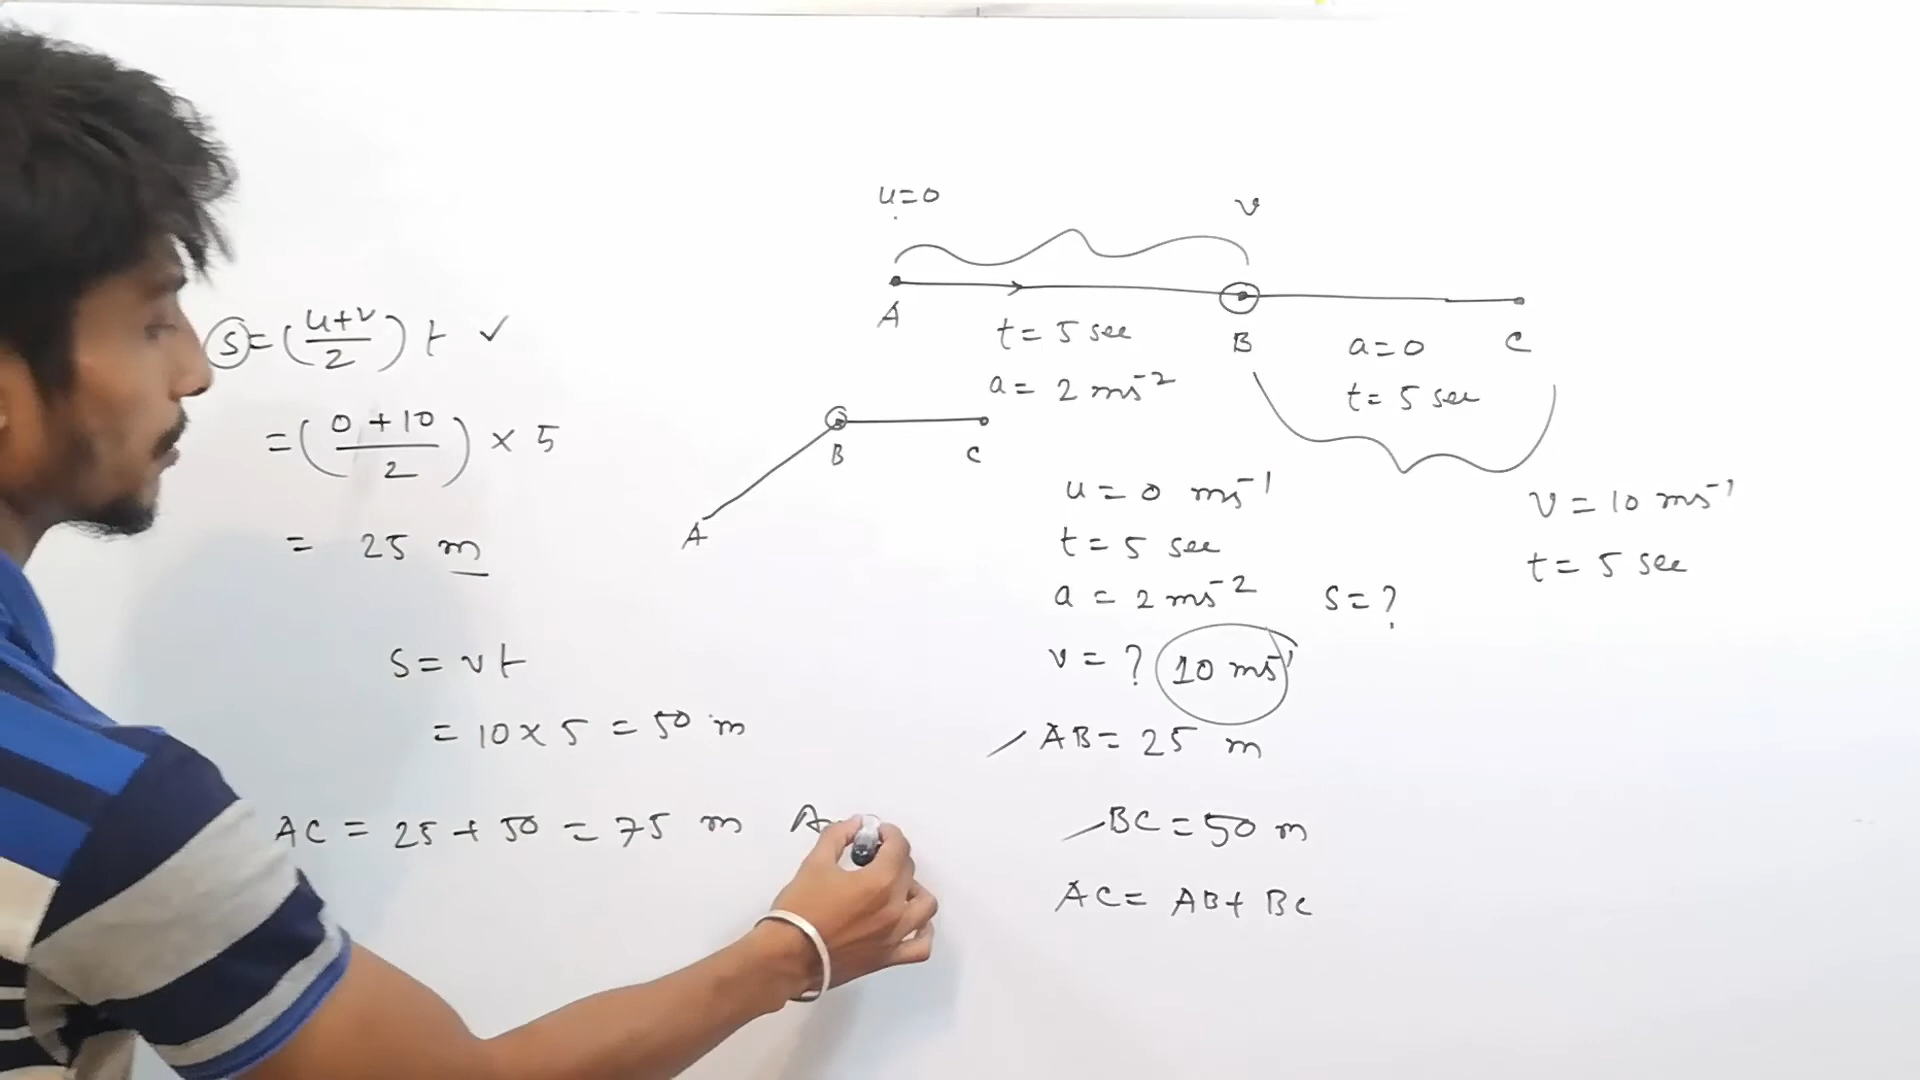 S = (u+v/2) t ✓
= (0+10/2) × 5
= 25 m
S = vt
= 10 × 5 = 50 m
AC = 25 + 50 = 75 m
u=0 v
A B C
t = 5 sec
a = 2 ms⁻²
a = 0
t = 5 sec
A B C
u = 0 ms⁻¹
t = 5 sec
a = 2 ms⁻² S = ?
v = ? 10 ms⁻¹
AB = 25 m
BC = 50 m
AC = AB + BC
V = 10 ms⁻¹
t = 5 sec